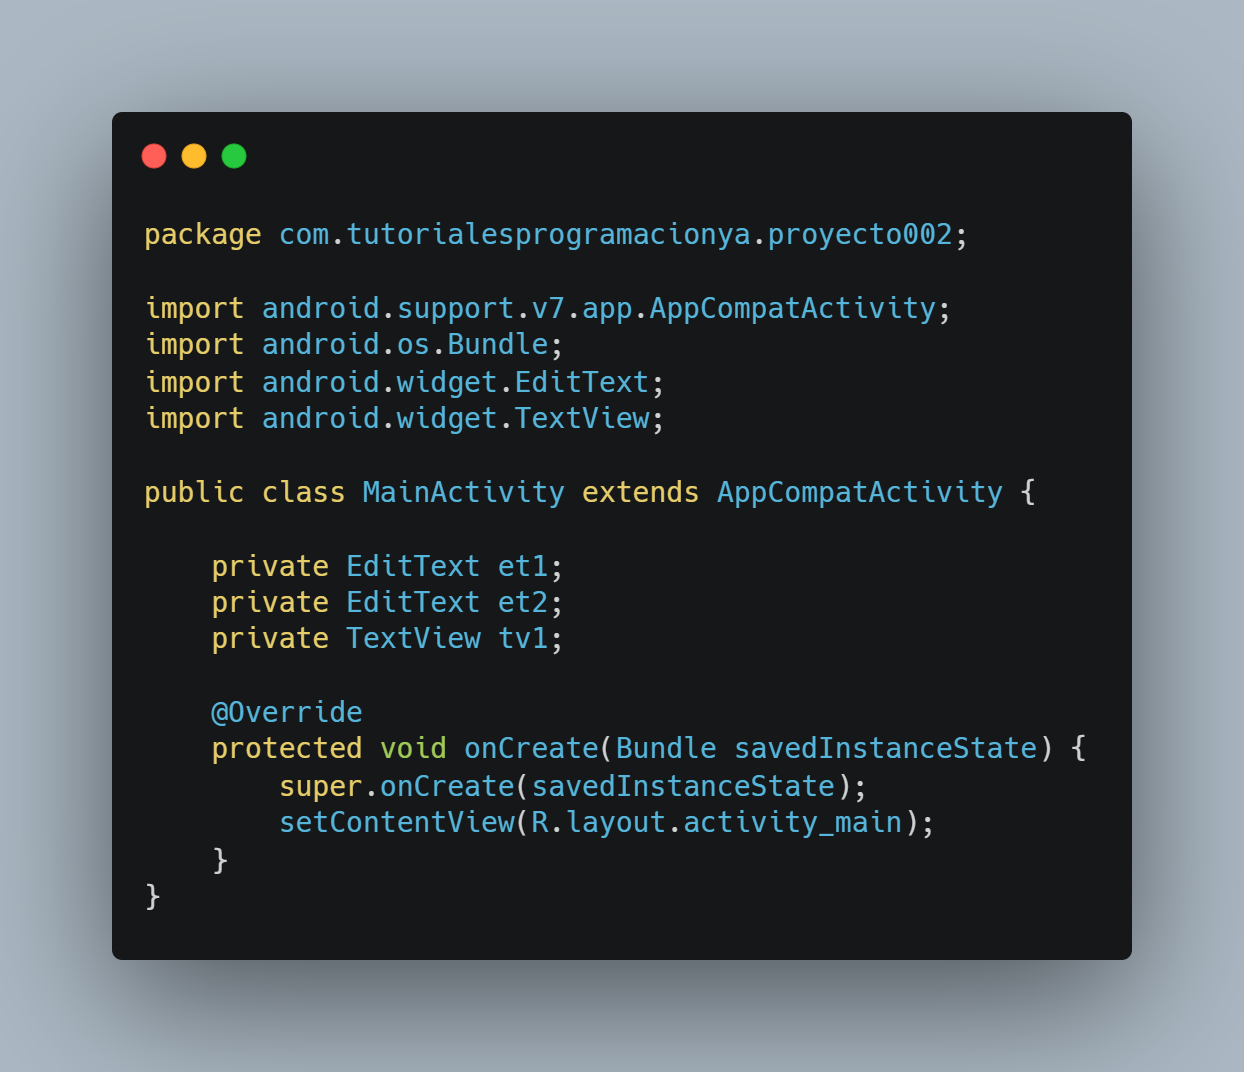 package com.tutorialesprogramacionya.proyecto002;
import android.support.v7.app.AppCompatActivity;
import android.os.Bundle;
import android.widget.EditText;
import android.widget.TextView;
public class MainActivity extends AppCompatActivity {
private EditText et1;
private EditText et2;
private TextView tv1;
@Override
protected void onCreate(Bundle savedInstanceState) {
super.onCreate(savedInstanceState);
setContentView(R.layout.activity_main);
}
}